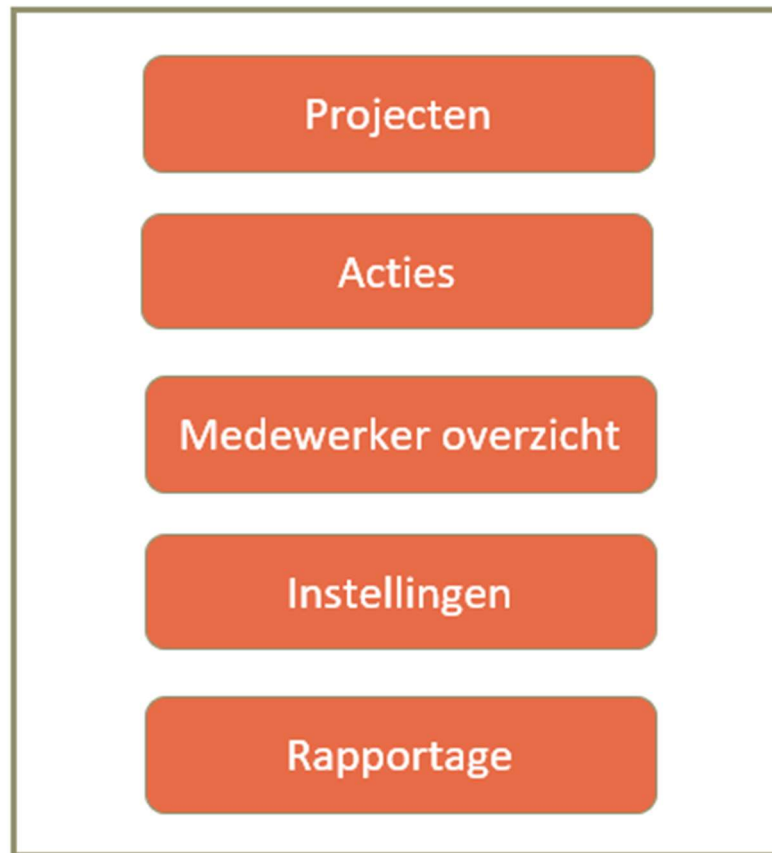 Projecten
Acties
Medewerker overzicht
Instellingen
Rapportage